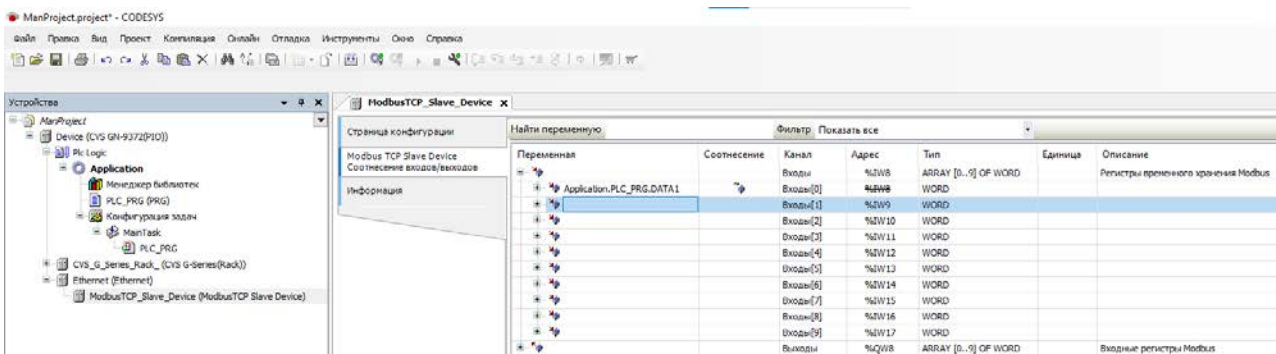 ManProject.project* - CODESYS
Файл Правка Вид Проект Компиляция Онлайн Отладка Инструменты Окно Справка
Устройства
ManProject
Device (CVS GN-9372(PIO))
Plc Logic
Application
Менеджер библиотек
PLC_PRG (PRG)
Конфигурация задач
MainTask
PLC_PRG
CVS_G_Series_Rack_ (CVS G-Series(Rack))
Ethernet (Ethernet)
ModbusTCP_Slave_Device (ModbusTCP Slave Device)
ModbusTCP_Slave_Device
Страница конфигурации
Modbus TCP Slave Device
Соотнесение входов/выходов
Информация
Найти переменную Фильтр Показать все
Переменная Соотнесение Канал Адрес Тип Единица Описание
Входы %IW8 ARRAY [0..9] OF WORD Регистры временного хранения Modbus
Application.PLC_PRG.DATA1 Входы[0] %IW8 WORD
Входы[1] %IW9 WORD
Входы[2] %IW10 WORD
Входы[3] %IW11 WORD
Входы[4] %IW12 WORD
Входы[5] %IW13 WORD
Входы[6] %IW14 WORD
Входы[7] %IW15 WORD
Входы[8] %IW16 WORD
Входы[9] %IW17 WORD
Выходы %QW8 ARRAY [0..9] OF WORD Входные регистры Modbus